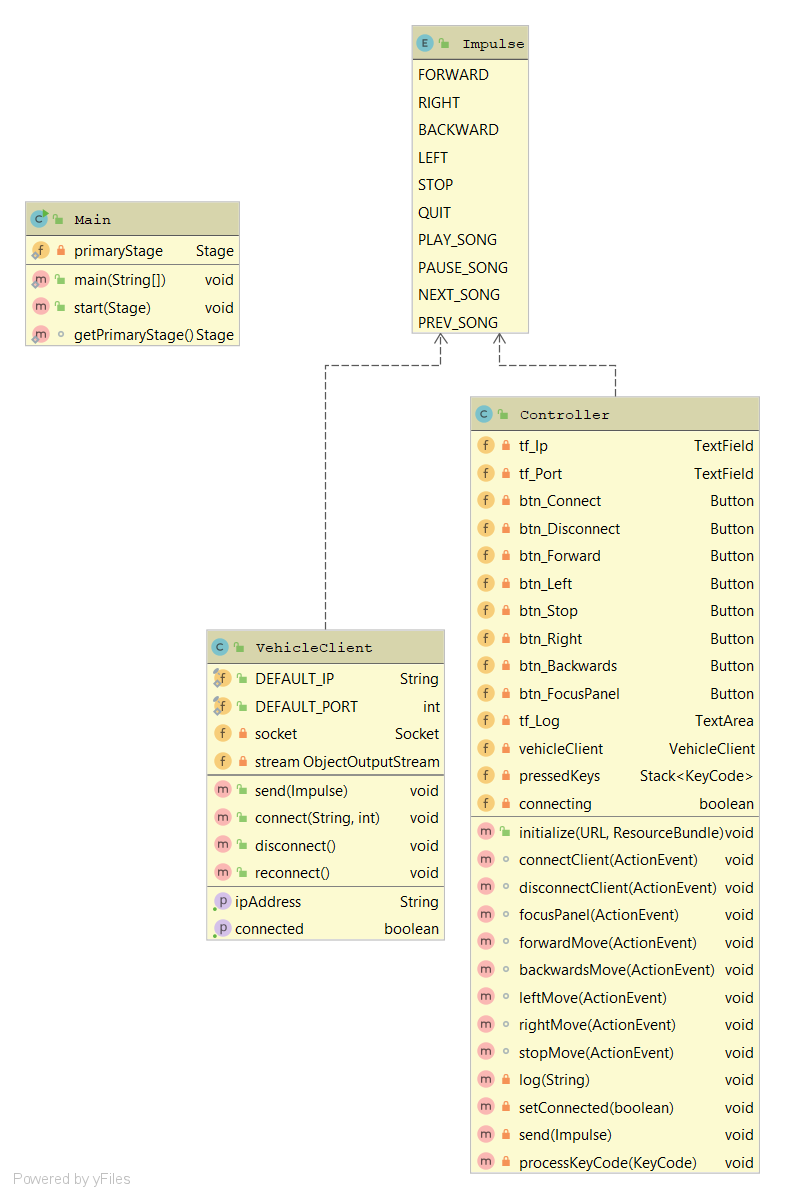 Impulse
FORWARD
RIGHT
BACKWARD
LEFT
STOP
QUIT
PLAY_SONG
PAUSE_SONG
NEXT_SONG
PREV_SONG
Main
primaryStage Stage
main(String[]) void
start(Stage) void
getPrimaryStage() Stage
VehicleClient
DEFAULT_IP String
DEFAULT_PORT int
socket Socket
stream ObjectOutputStream
send(Impulse) void
connect(String, int) void
disconnect() void
reconnect() void
ipAddress String
connected boolean
Controller
tf_Ip TextField
tf_Port TextField
btn_Connect Button
btn_Disconnect Button
btn_Forward Button
btn_Left Button
btn_Stop Button
btn_Right Button
btn_Backwards Button
btn_FocusPanel Button
tf_Log TextArea
vehicleClient VehicleClient
pressedKeys Stack<KeyCode>
connecting boolean
initialize(URL, ResourceBundle) void
connectClient(ActionEvent) void
disconnectClient(ActionEvent) void
focusPanel(ActionEvent) void
forwardMove(ActionEvent) void
backwardsMove(ActionEvent) void
leftMove(ActionEvent) void
rightMove(ActionEvent) void
stopMove(ActionEvent) void
log(String) void
setConnected(boolean) void
send(Impulse) void
processKeyCode(KeyCode) void
Powered by yFiles